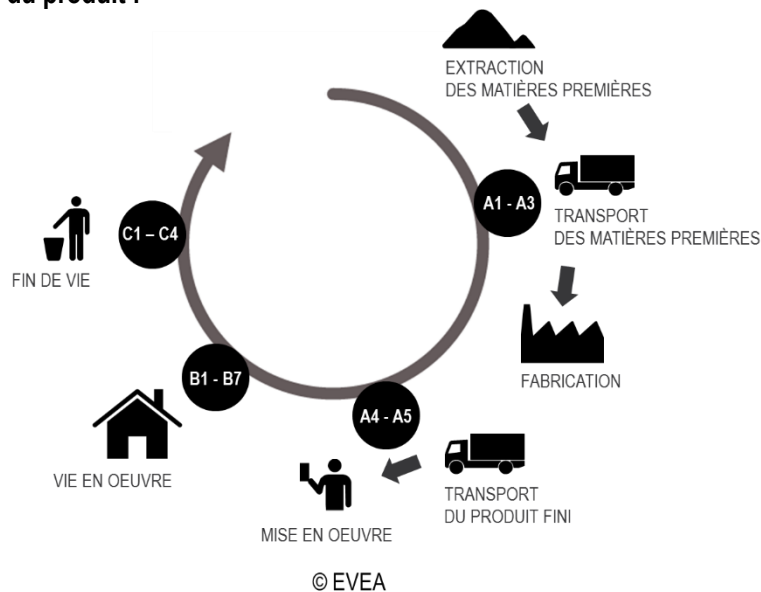 du produit :
EXTRACTION
DES MATIÈRES PREMIÈRES
A1 - A3
TRANSPORT
DES MATIÈRES PREMIÈRES
FABRICATION
A4 - A5
TRANSPORT
DU PRODUIT FINI
MISE EN OEUVRE
B1 - B7
VIE EN OEUVRE
C1 – C4
FIN DE VIE
© EVEA